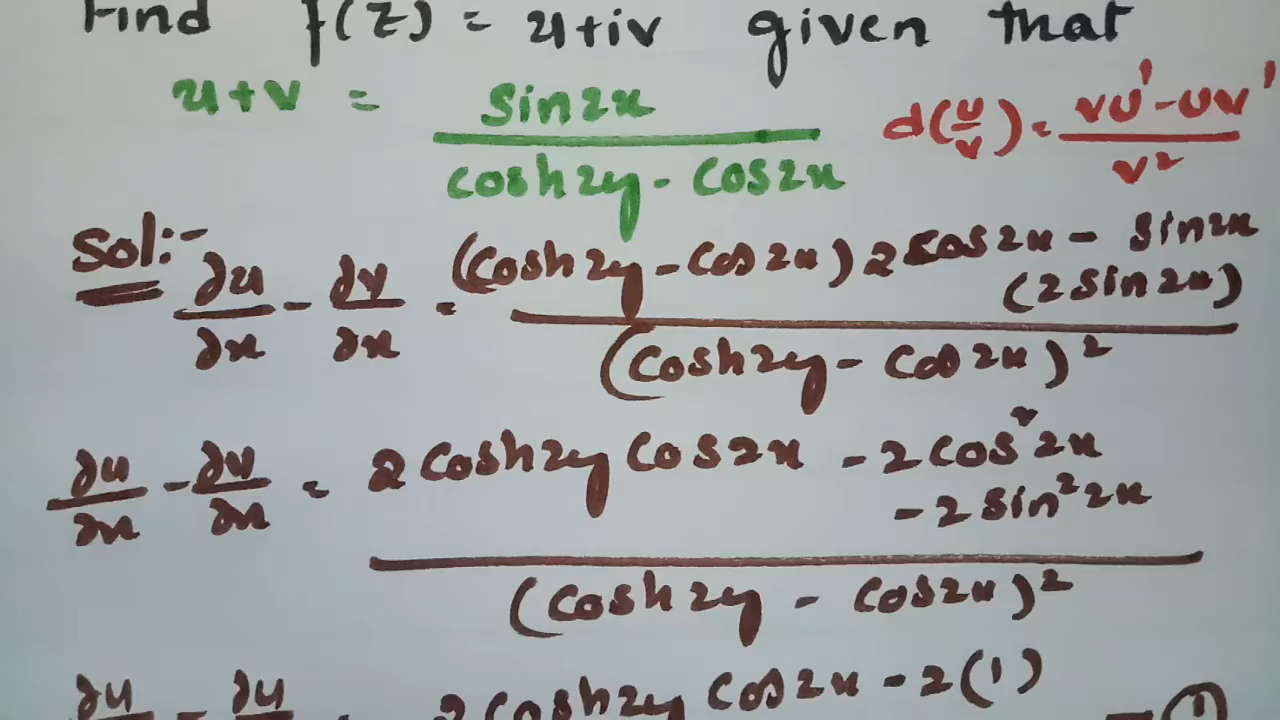 Find f(z) = u+iv given that
u+v = sin2x / cosh2y - cos2x
d(u/v) = vu' - uv' / v²
Sol:-
∂u/∂x - ∂v/∂x = (cosh2y - cos2x) 2cos2x - sin2x (2sin2x) / (cosh2y - cos2x)²
∂u/∂x - ∂v/∂x = 2cosh2y cos2x - 2cos²2x - 2sin²2x / (cosh2y - cos2x)²
∂u - ∂u = 2cosh2y cos2x - 2(1) - ①